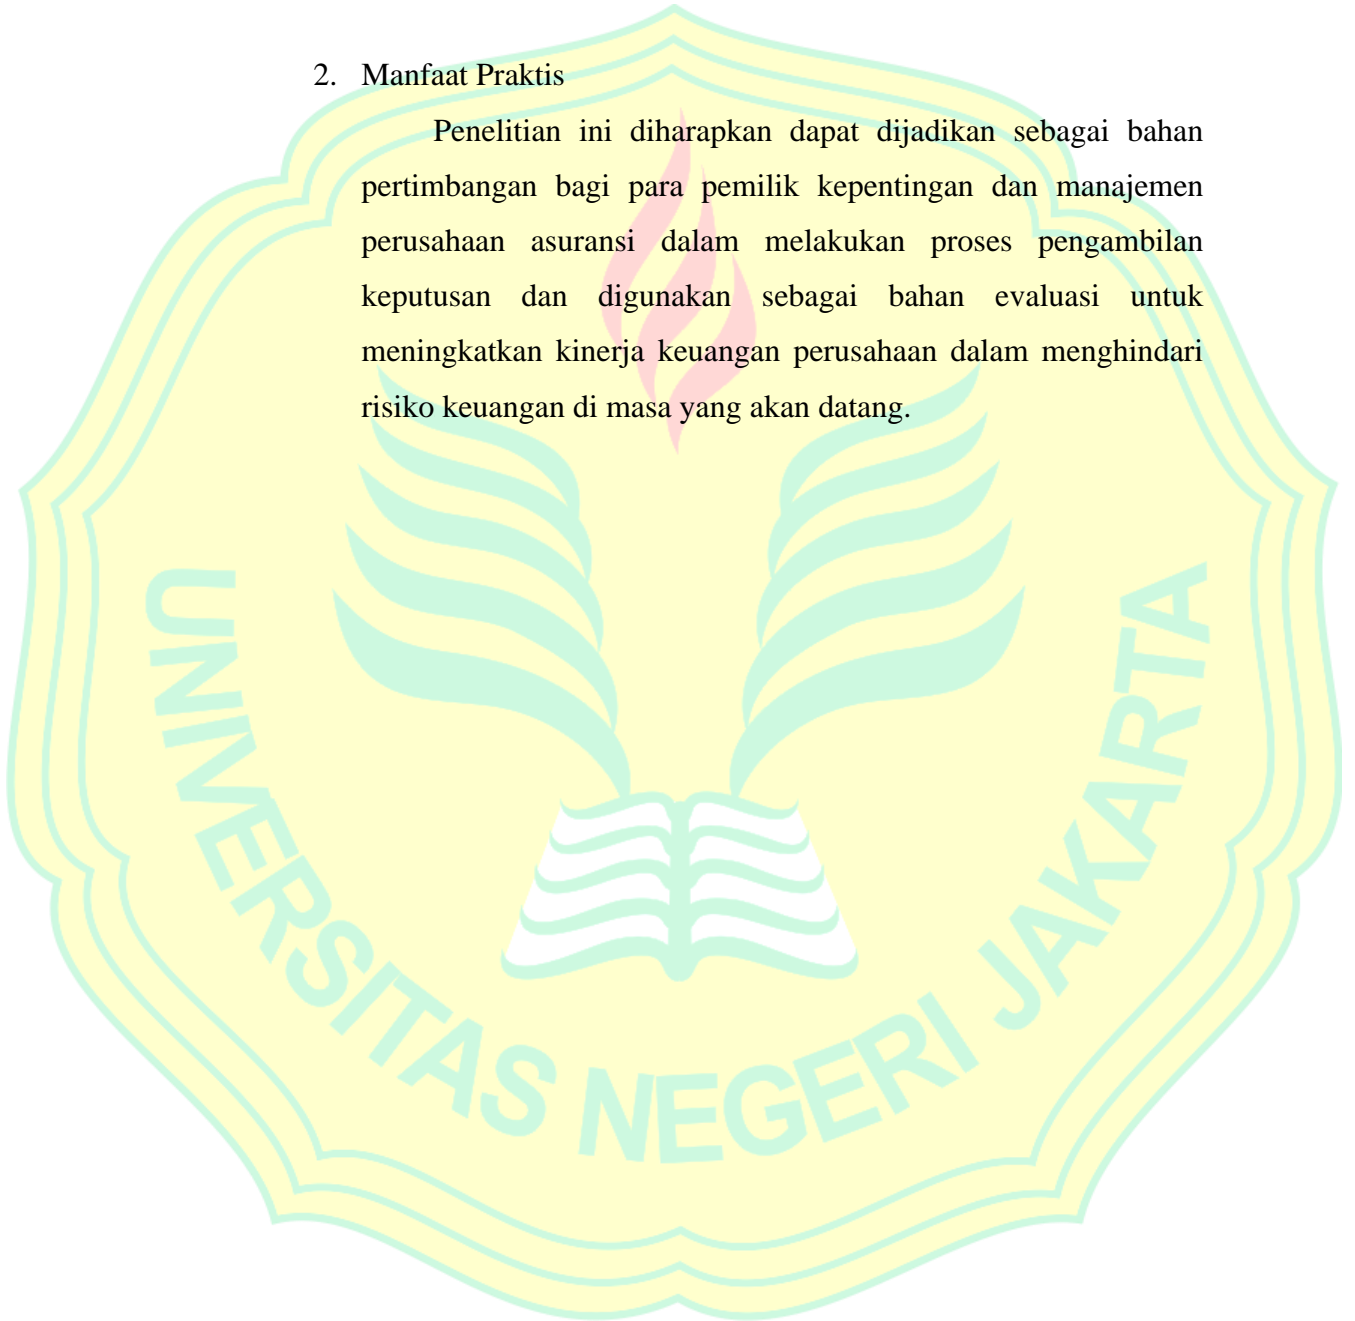 2. Manfaat Praktis
Penelitian ini diharapkan dapat dijadikan sebagai bahan
pertimbangan bagi para pemilik kepentingan dan manajemen
perusahaan asuransi dalam melakukan proses pengambilan
keputusan dan digunakan sebagai bahan evaluasi untuk
meningkatkan kinerja keuangan perusahaan dalam menghindari
risiko keuangan di masa yang akan datang.
UNIVERSITAS NEGERI JAKARTA